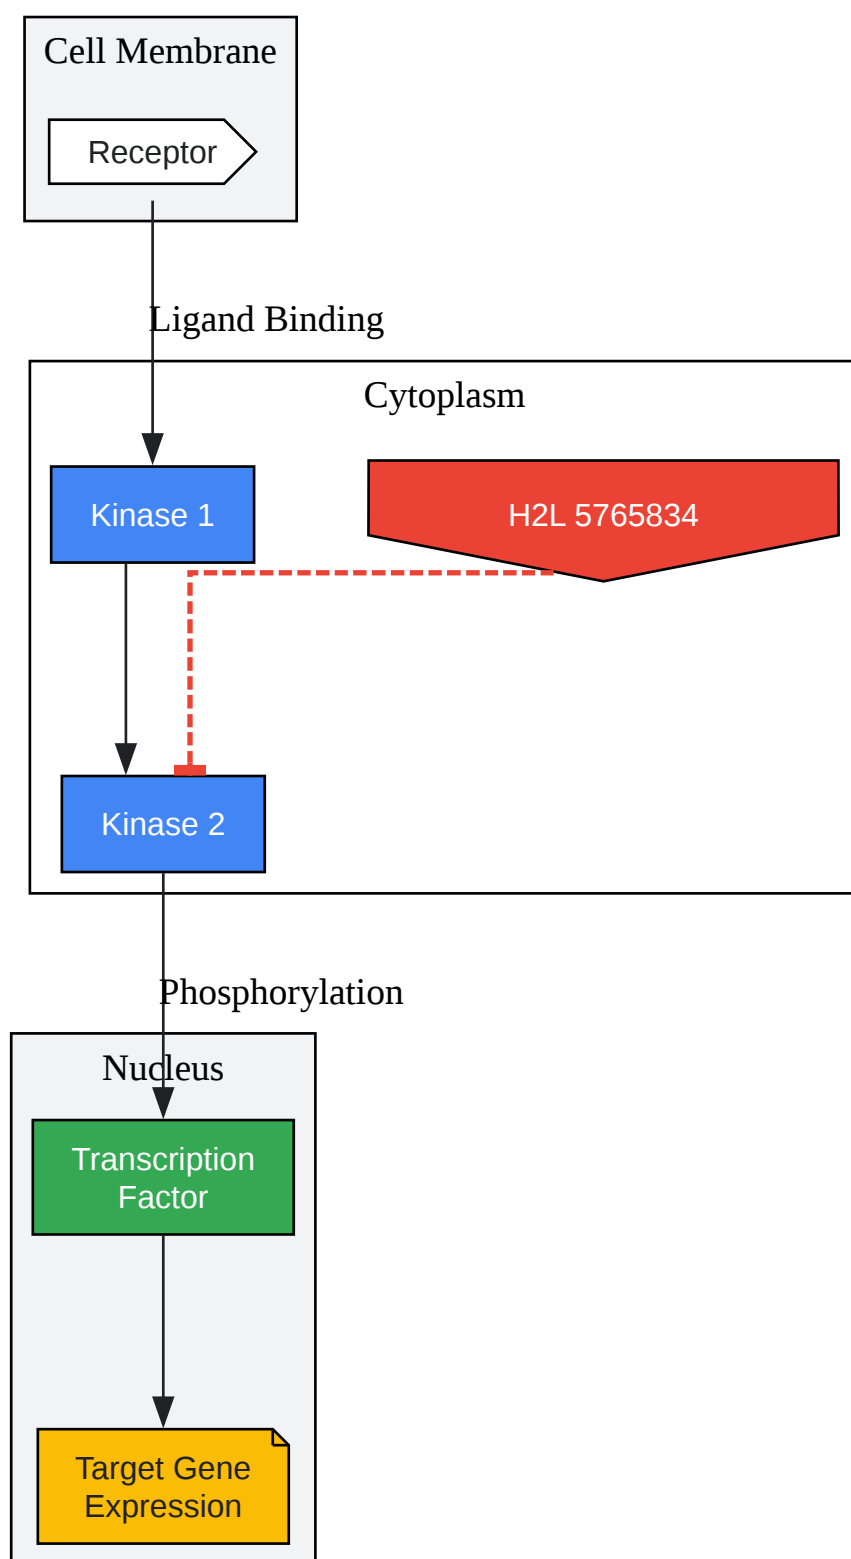 Cell Membrane
Receptor
Ligand Binding
Cytoplasm
Kinase 1
H2L 5765834
Kinase 2
Phosphorylation
Nucleus
Transcription
Factor
Target Gene
Expression